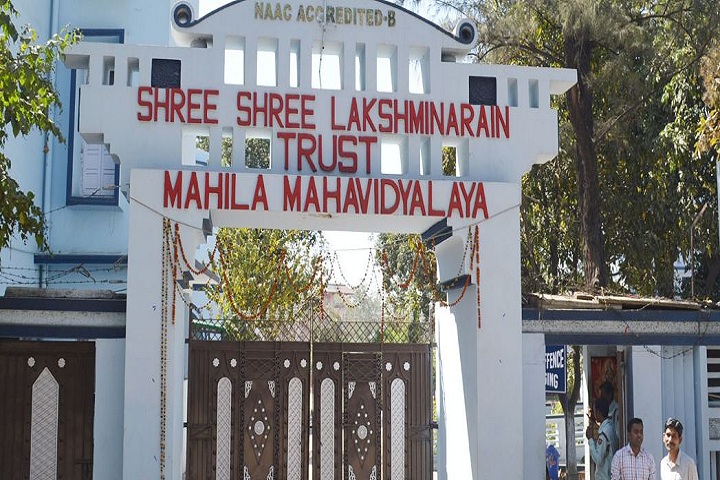 NAAC ACCREDITED-B
SHREE SHREE LAKSHMINARAIN
TRUST
MAHILA MAHAVIDYALAYA